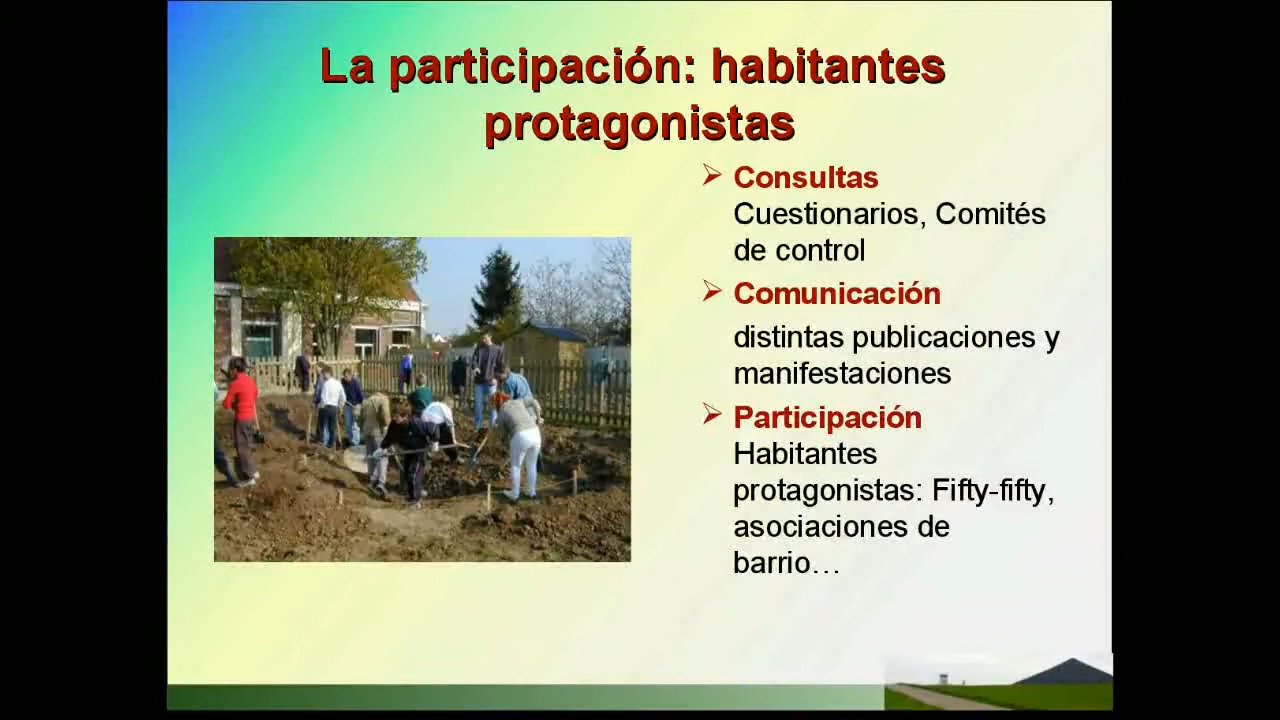 La participación: habitantes
protagonistas
Consultas
Cuestionarios, Comités
de control
Comunicación
distintas publicaciones y
manifestaciones
Participación
Habitantes
protagonistas: Fifty-fifty,
asociaciones de
barrio…